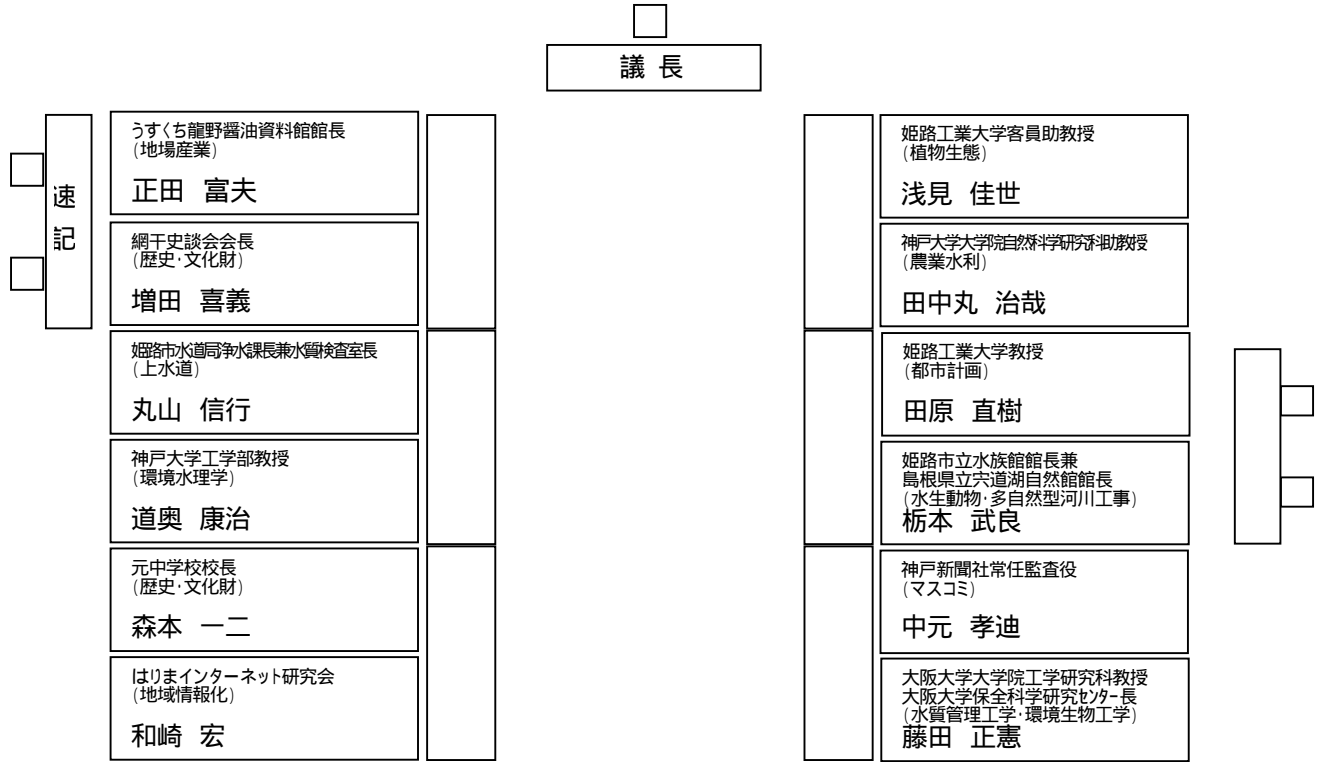 議 長
速
記
うすくち龍野醤油資料館館長
(地場産業)
正田 富夫
網干史談会会長
(歴史・文化財)
増田 喜義
姫路市水道局浄水課長兼水質検査室長
(上水道)
丸山 信行
神戸大学工学部教授
(環境水理学)
道奥 康治
元中学校校長
(歴史・文化財)
森本 一二
はりまインターネット研究会
(地域情報化)
和崎 宏
姫路工業大学客員助教授
(植物生態)
浅見 佳世
神戸大学大学院自然科学研究科助教授
(農業水利)
田中丸 治哉
姫路工業大学教授
(都市計画)
田原 直樹
姫路市立水族館館長兼
島根県立宍道湖自然館館長
(水生動物・多自然型河川工事)
栃本 武良
神戸新聞社常任監査役
(マスコミ)
中元 孝迪
大阪大学大学院工学研究科教授
大阪大学保全科学研究センター長
(水質管理工学・環境生物工学)
藤田 正憲